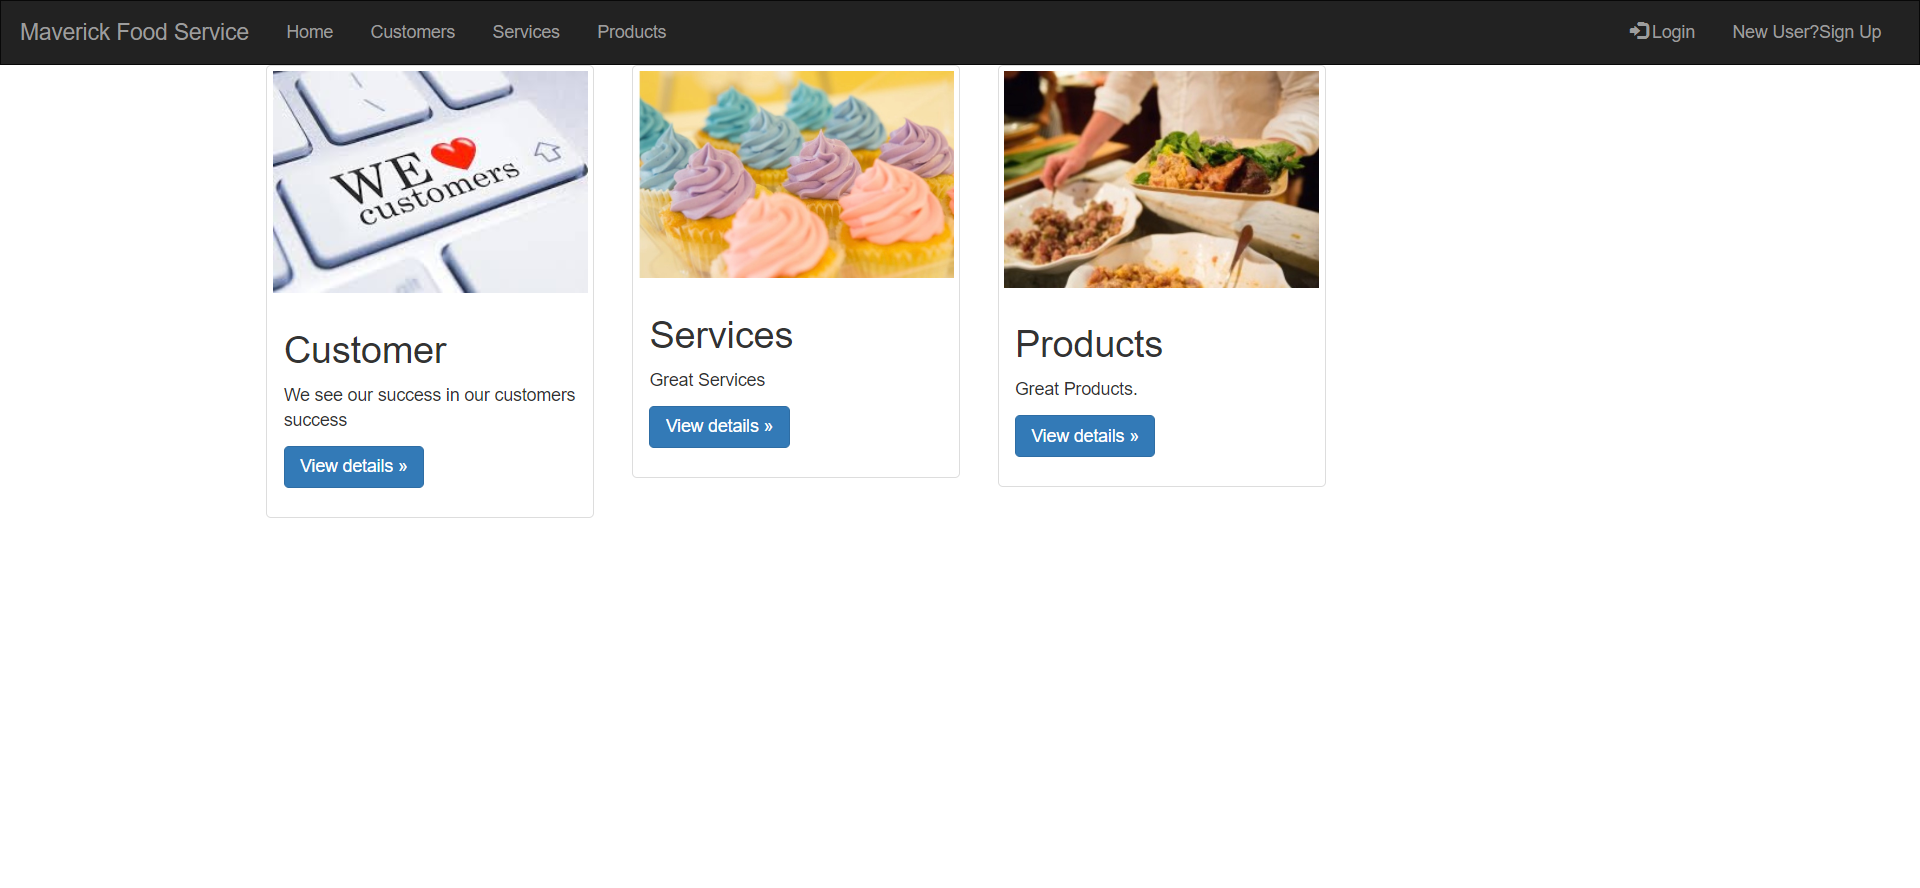 Maverick Food Service Home Customers Services Products Login New User?Sign Up
WE
customers
Customer
We see our success in our customers
success
View details »
Services
Great Services
View details »
Products
Great Products.
View details »